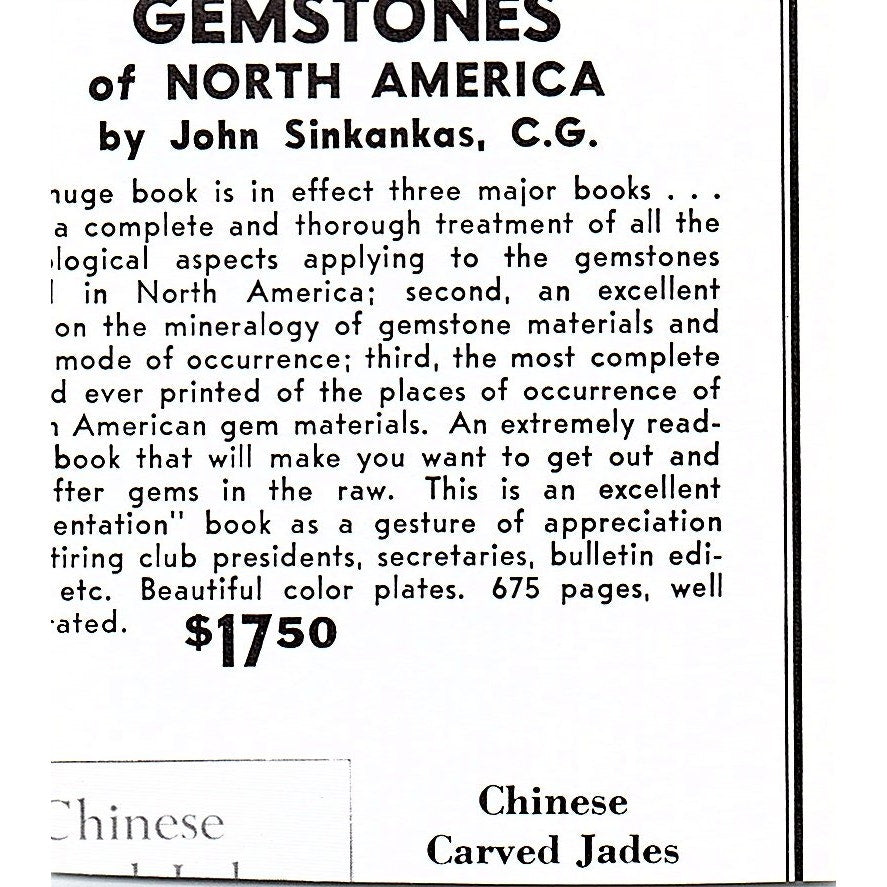 GEMSTONES
of NORTH AMERICA
by John Sinkankas, C.G.
huge book is in effect three major books . . .
a complete and thorough treatment of all the
logical aspects applying to the gemstones
in North America; second, an excellent
on the mineralogy of gemstone materials and
mode of occurrence; third, the most complete
d ever printed of the places of occurrence of
American gem materials. An extremely read-
book that will make you want to get out and
fter gems in the raw. This is an excellent
entation" book as a gesture of appreciation
tiring club presidents, secretaries, bulletin edi-
etc. Beautiful color plates. 675 pages, well
ated. $17 50
Chinese
Chinese
Carved Jades